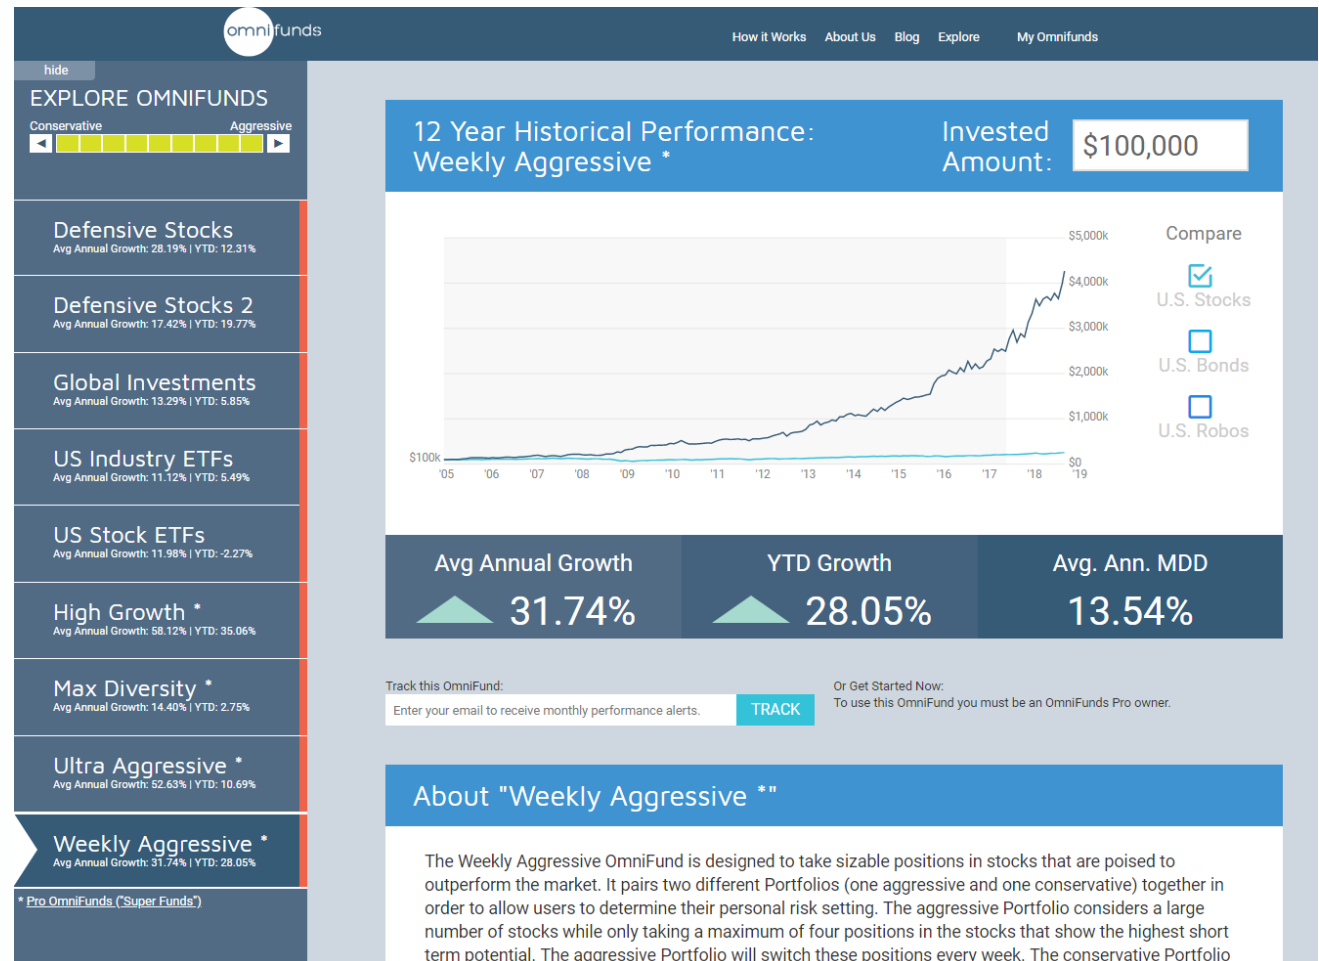 omnifunds
How it Works About Us Blog Explore My Omnifunds
hide
EXPLORE OMNIFUNDS
Conservative Aggressive
Defensive Stocks
Avg Annual Growth: 28.19% | YTD: 12.31%
Defensive Stocks 2
Avg Annual Growth: 17.42% | YTD: 19.77%
Global Investments
Avg Annual Growth: 13.29% | YTD: 5.85%
US Industry ETFs
Avg Annual Growth: 11.12% | YTD: 5.49%
US Stock ETFs
Avg Annual Growth: 11.98% | YTD: -2.27%
High Growth *
Avg Annual Growth: 58.12% | YTD: 35.06%
Max Diversity *
Avg Annual Growth: 14.40% | YTD: 2.75%
Ultra Aggressive *
Avg Annual Growth: 52.63% | YTD: 10.69%
Weekly Aggressive *
Avg Annual Growth: 31.74% | YTD: 28.05%
* Pro OmniFunds ("Super Funds")
12 Year Historical Performance:
Weekly Aggressive *
Invested
Amount:
$100,000
$5,000k
$4,000k
$3,000k
$2,000k
$1,000k
$0
$100k
'05 '06 '07 '08 '09 '10 '11 '12 '13 '14 '15 '16 '17 '18 '19
Compare
U.S. Stocks
U.S. Bonds
U.S. Robos
Avg Annual Growth
31.74%
YTD Growth
28.05%
Avg. Ann. MDD
13.54%
Track this OmniFund:
Enter your email to receive monthly performance alerts.
TRACK
Or Get Started Now:
To use this OmniFund you must be an OmniFunds Pro owner.
About "Weekly Aggressive *"
The Weekly Aggressive OmniFund is designed to take sizable positions in stocks that are poised to
outperform the market. It pairs two different Portfolios (one aggressive and one conservative) together in
order to allow users to determine their personal risk setting. The aggressive Portfolio considers a large
number of stocks while only taking a maximum of four positions in the stocks that show the highest short
term potential. The aggressive Portfolio will switch these positions every week. The conservative Portfolio